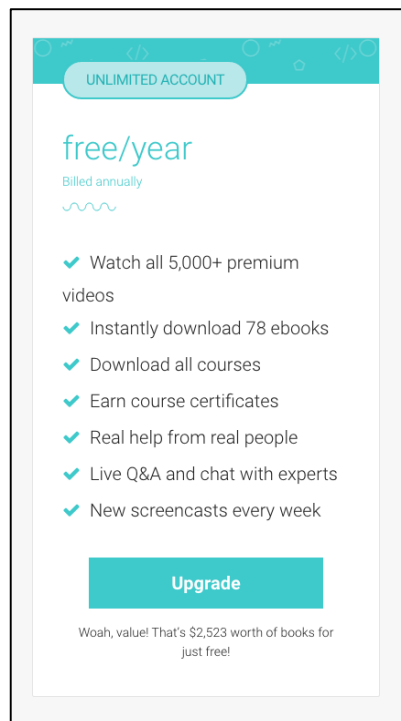 UNLIMITED ACCOUNT
free/year
Billed annually
Watch all 5,000+ premium
videos
Instantly download 78 ebooks
Download all courses
Earn course certificates
Real help from real people
Live Q&A and chat with experts
New screencasts every week
Upgrade
Woah, value! That's $2,523 worth of books for
just free!